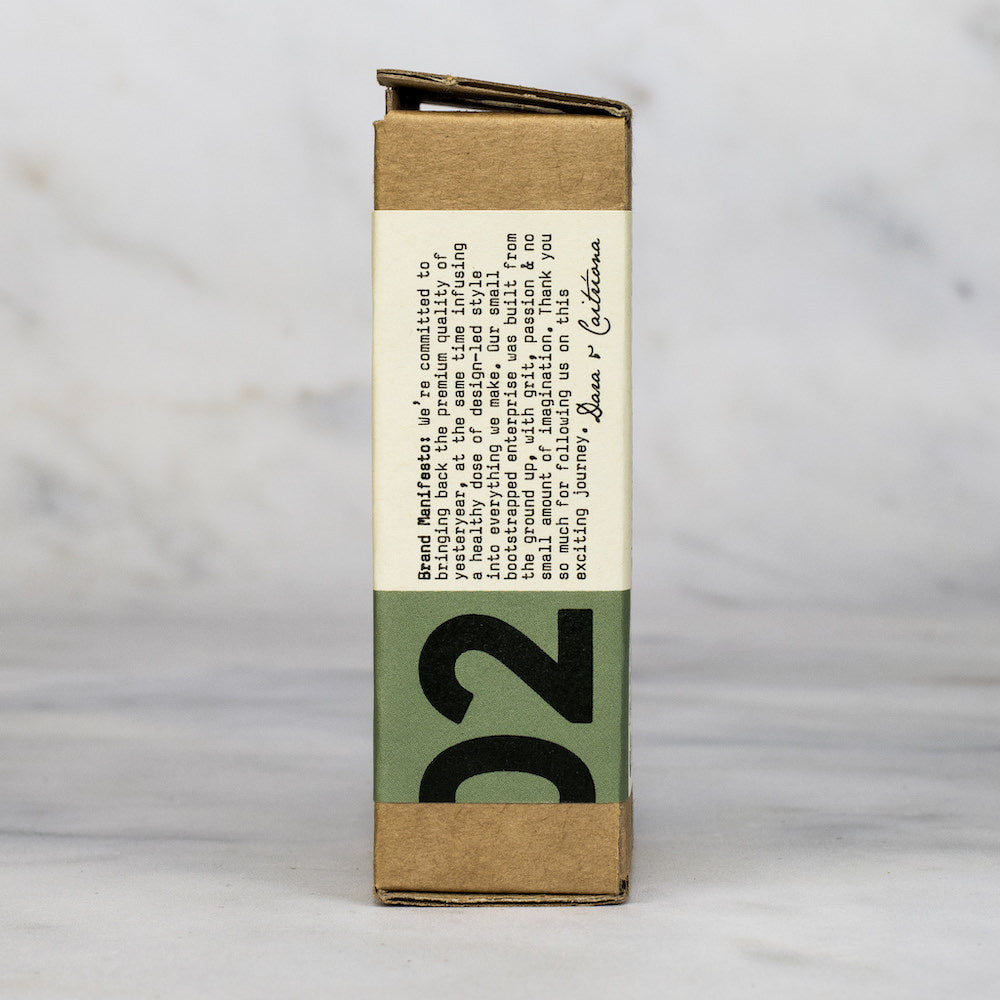 Brand Manifesto: We're committed to
bringing back the premium quality of
yesteryear, at the same time infusing
a healthy dose of design-led style
into everything we make. Our small
bootstrapped enterprise was built from
the ground up, with grit, passion & no
small amount of imagination. Thank you
so much for following us on this
exciting journey. Dara & Caitríona
02